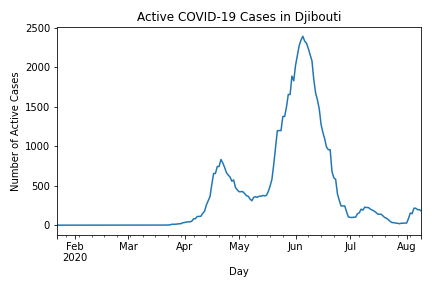 Active COVID-19 Cases in Djibouti
2500
2000
1500
1000
500
0
Number of Active Cases
Feb Mar Apr May Jun Jul Aug
2020
Day